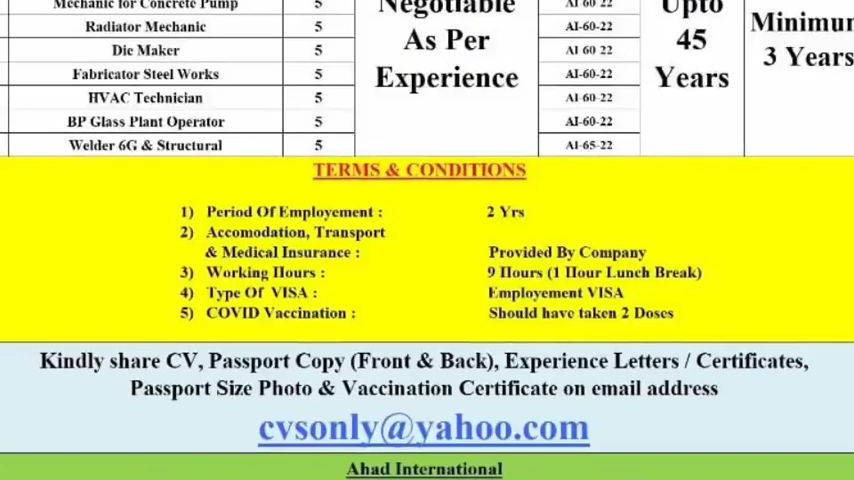 Mechanic for Concrete Pump 5 Negotiable AI-60-22 Upto
Radiator Mechanic 5 As Per AI-60-22 45 Minimum
Die Maker 5 Experience AI-60-22 Years 3 Years
Fabricator Steel Works 5 AI-60-22
HVAC Technician 5 AI-60-22
BP Glass Plant Operator 5 AI-60-22
Welder 6G & Structural 5 AI-65-22
TERMS & CONDITIONS
1) Period Of Employement : 2 Yrs
2) Accomodation, Transport
& Medical Insurance : Provided By Company
3) Working Hours : 9 Hours (1 Hour Lunch Break)
4) Type Of VISA : Employement VISA
5) COVID Vaccination : Should have taken 2 Doses
Kindly share CV, Passport Copy (Front & Back), Experience Letters / Certificates,
Passport Size Photo & Vaccination Certificate on email address
cvsonly@yahoo.com
Ahad International